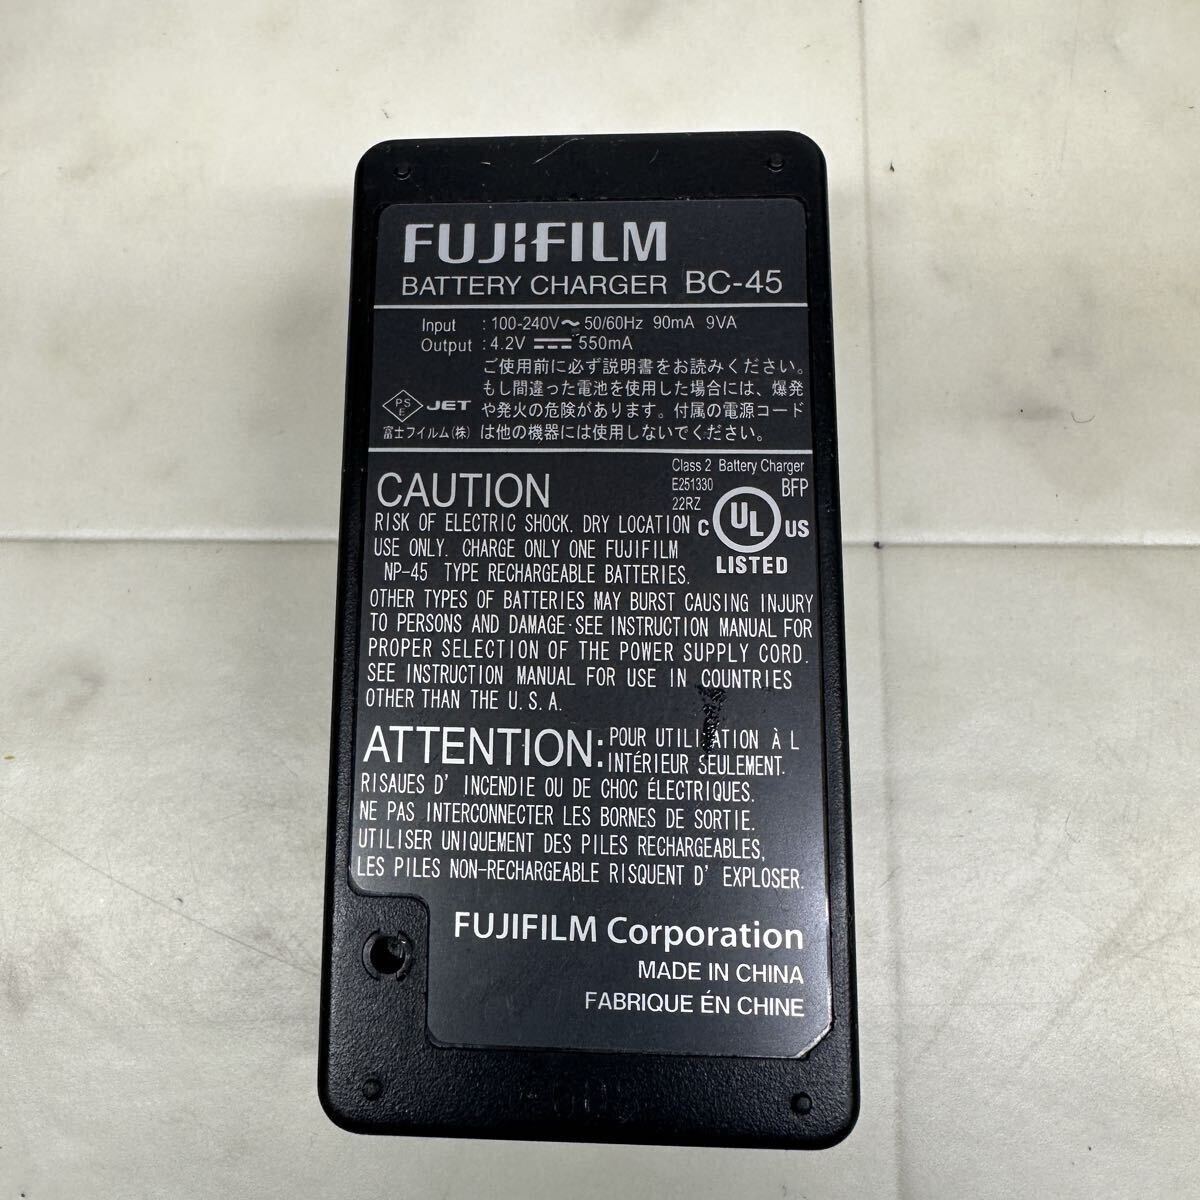 FUJIFILM
BATTERY CHARGER BC-45
Input : 100-240V~ 50/60Hz 90mA 9VA
Output : 4.2V ⎓ 550mA
ご使用前に必ず説明書をお読みください。
もし間違った電池を使用した場合には、爆発
や発火の危険があります。付属の電源コード
は他の機器には使用しないでください。
PS
E
JET
富士フイルム(株)
Class 2 Battery Charger
E251330 BFP
22RZ
C UL US
LISTED
CAUTION
RISK OF ELECTRIC SHOCK. DRY LOCATION
USE ONLY. CHARGE ONLY ONE FUJIFILM
NP-45 TYPE RECHARGEABLE BATTERIES.
OTHER TYPES OF BATTERIES MAY BURST CAUSING INJURY
TO PERSONS AND DAMAGE·SEE INSTRUCTION MANUAL FOR
PROPER SELECTION OF THE POWER SUPPLY CORD.
SEE INSTRUCTION MANUAL FOR USE IN COUNTRIES
OTHER THAN THE U.S.A.
ATTENTION: POUR UTILISATION À L
INTÉRIEUR SEULEMENT.
RISAUES D' INCENDIE OU DE CHOC ÉLECTRIQUES.
NE PAS INTERCONNECTER LES BORNES DE SORTIE.
UTILISER UNIQUEMENT DES PILES RECHARGEABLES,
LES PILES NON-RECHARGEABLE RISQUENT D' EXPLOSER.
FUJIFILM Corporation
MADE IN CHINA
FABRIQUE ÉN CHINE